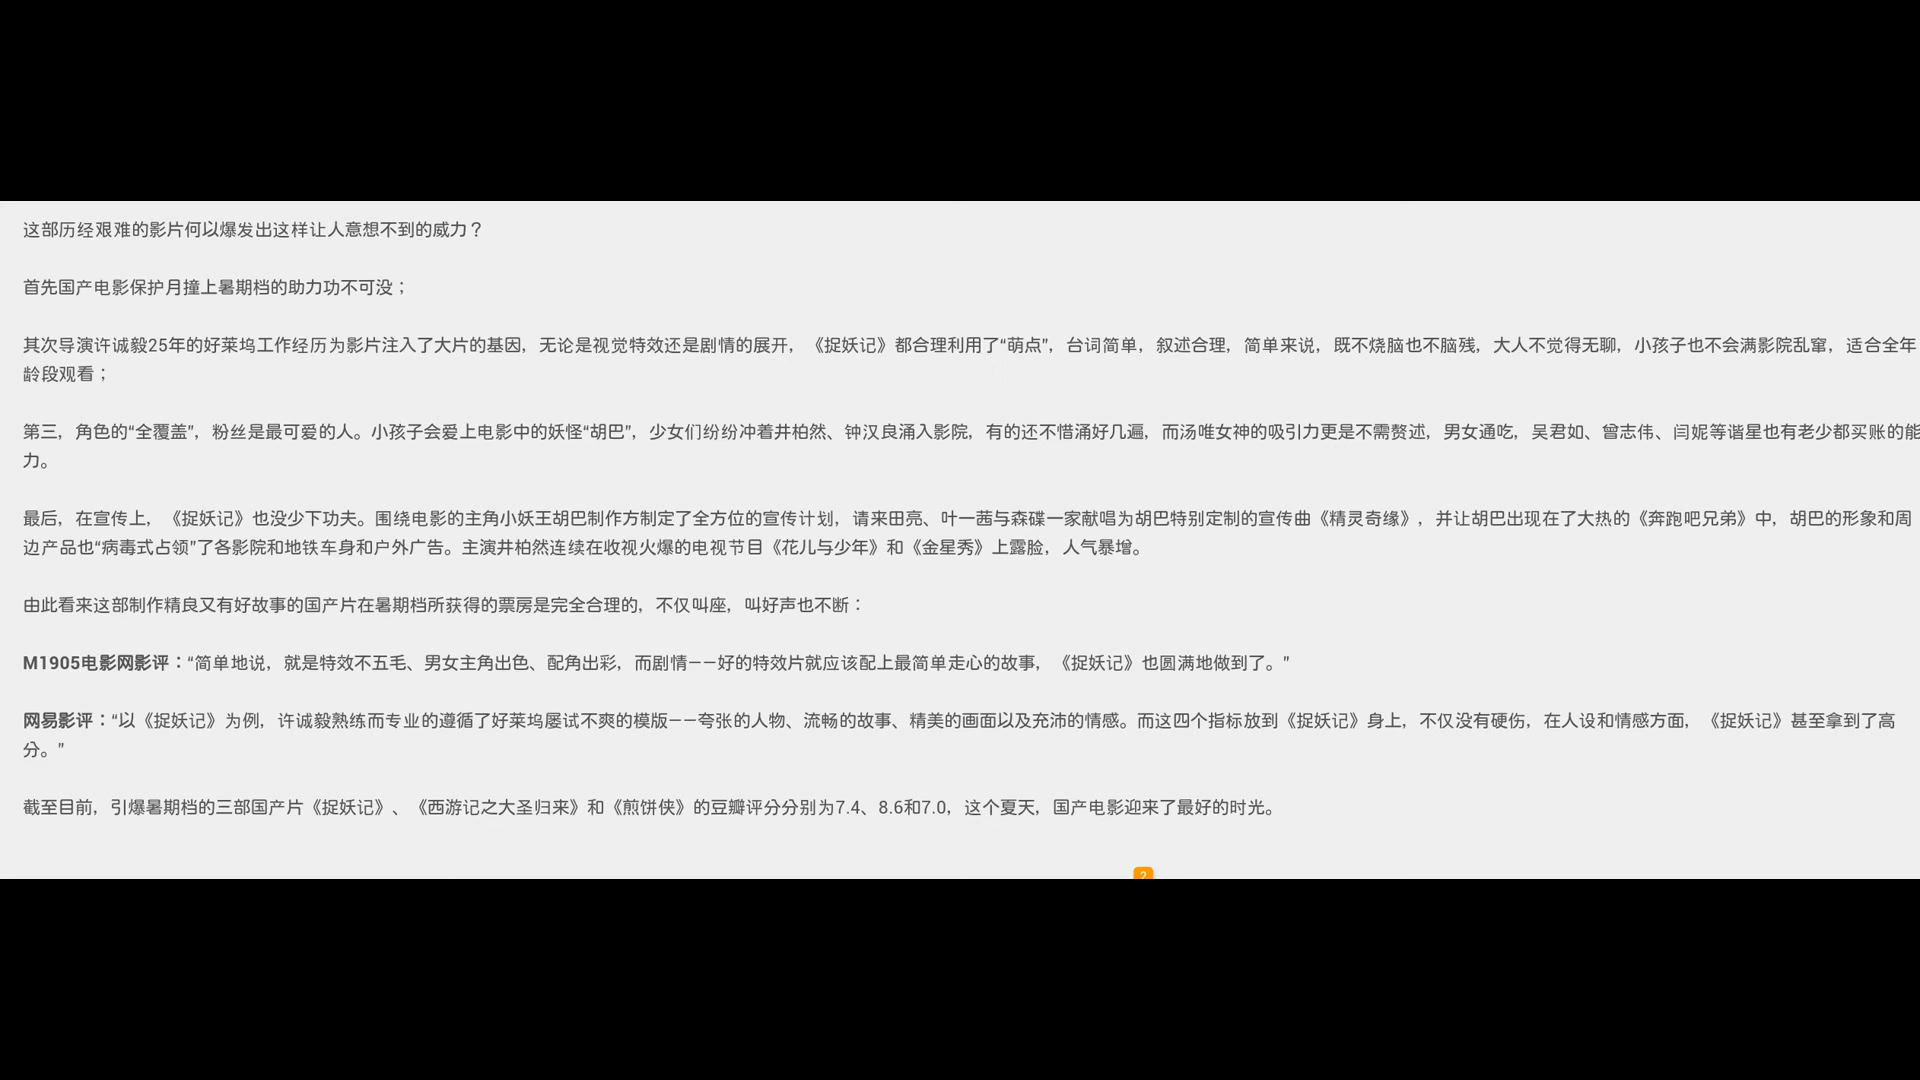 这部历经艰难的影片何以爆发出这样让人意想不到的威力？
首先国产电影保护月撞上暑期档的助力功不可没；
其次导演许诚毅25年的好莱坞工作经历为影片注入了大片的基因，无论是视觉特效还是剧情的展开，《捉妖记》都合理利用了“萌点”，台词简单，叙述合理，简单来说，既不烧脑也不脑残，大人不觉得无聊，小孩子也不会满影院乱窜，适合全年
龄段观看；
第三，角色的“全覆盖”，粉丝是最可爱的人。小孩子会爱上电影中的妖怪“胡巴”，少女们纷纷冲着井柏然、钟汉良涌入影院，有的还不惜涌好几遍，而汤唯女神的吸引力更是不需赘述，男女通吃，吴君如、曾志伟、闫妮等谐星也有老少都买账的能
力。
最后，在宣传上，《捉妖记》也没少下功夫。围绕电影的主角小妖王胡巴制作方制定了全方位的宣传计划，请来田亮、叶一茜与森碟一家献唱为胡巴特别定制的宣传曲《精灵奇缘》，并让胡巴出现在了大热的《奔跑吧兄弟》中，胡巴的形象和周
边产品也“病毒式占领”了各影院和地铁车身和户外广告。主演井柏然连续在收视火爆的电视节目《花儿与少年》和《金星秀》上露脸，人气暴增。
由此看来这部制作精良又有好故事的国产片在暑期档所获得的票房是完全合理的，不仅叫座，叫好声也不断：
M1905电影网影评：“简单地说，就是特效不五毛、男女主角出色、配角出彩，而剧情——好的特效片就应该配上最简单走心的故事，《捉妖记》也圆满地做到了。”
网易影评：“以《捉妖记》为例，许诚毅熟练而专业的遵循了好莱坞屡试不爽的模版——夸张的人物、流畅的故事、精美的画面以及充沛的情感。而这四个指标放到《捉妖记》身上，不仅没有硬伤，在人设和情感方面，《捉妖记》甚至拿到了高
分。”
截至目前，引爆暑期档的三部国产片《捉妖记》、《西游记之大圣归来》和《煎饼侠》的豆瓣评分分别为7.4、8.6和7.0，这个夏天，国产电影迎来了最好的时光。
2